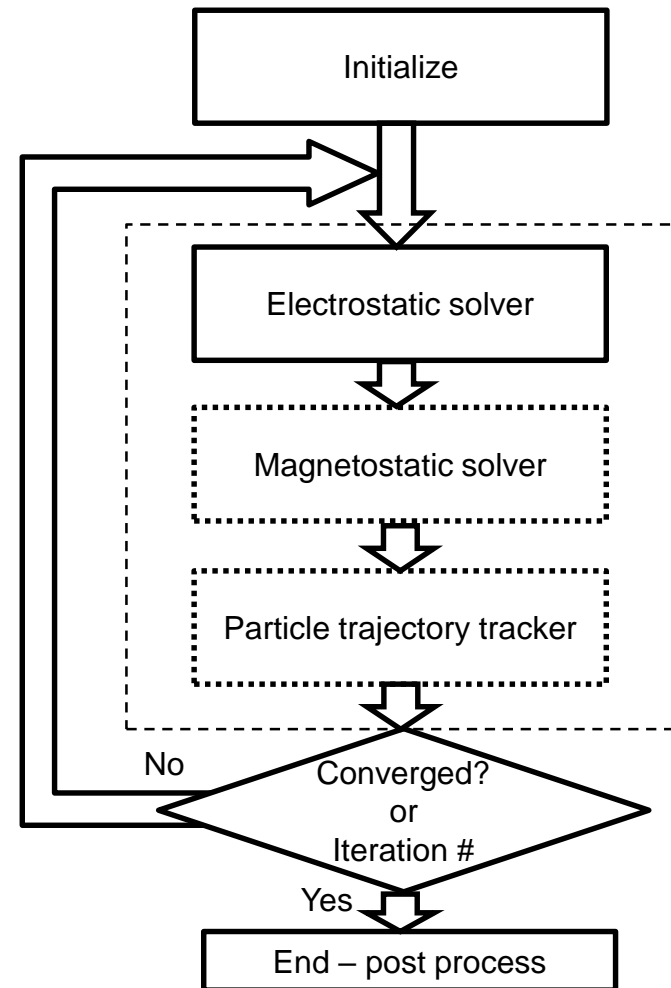 Initialize
Electrostatic solver
Magnetostatic solver
Particle trajectory tracker
No
Converged?
or
Iteration #
Yes
End – post process